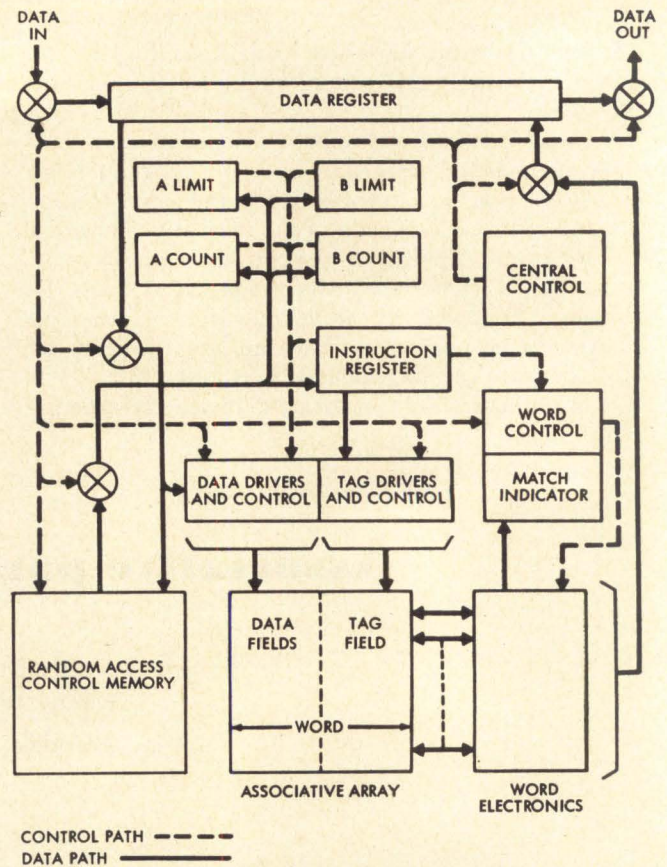 DATA
IN
DATA
OUT
DATA REGISTER
A LIMIT
B LIMIT
A COUNT
B COUNT
CENTRAL
CONTROL
INSTRUCTION
REGISTER
WORD
CONTROL
DATA DRIVERS
AND CONTROL
TAG DRIVERS
AND CONTROL
MATCH
INDICATOR
RANDOM ACCESS
CONTROL MEMORY
DATA
FIELDS
TAG
FIELD
WORD
ASSOCIATIVE ARRAY
WORD
ELECTRONICS
CONTROL PATH
DATA PATH